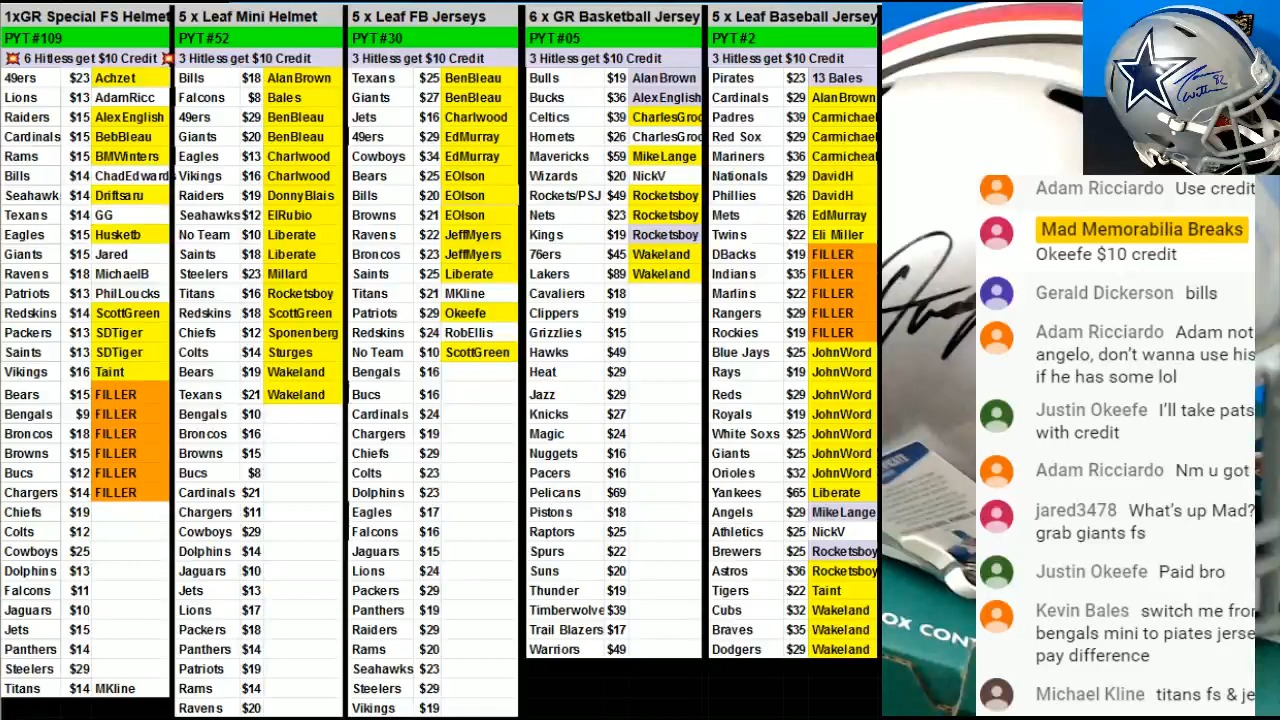 1xGR Special FS Helmet
PYT#109
6 Hitless get $10 Credit
49ers $23 Achzet
Lions $13 AdamRicc
Raiders $15 AlexEnglish
Cardinals $15 BebBleau
Rams $15 BMWinters
Bills $14 ChadEdwards
Seahawk $14 Driftsaru
Texans $14 GG
Eagles $15 Husketb
Giants $15 Jared
Ravens $18 MichaelB
Patriots $13 PhilLoucks
Redskins $14 ScottGreen
Packers $13 SDTiger
Saints $13 SDTiger
Vikings $16 Taint
Bears $15 FILLER
Bengals $9 FILLER
Broncos $18 FILLER
Browns $15 FILLER
Bucs $12 FILLER
Chargers $14 FILLER
Chiefs $19
Colts $12
Cowboys $25
Dolphins $13
Falcons $11
Jaguars $10
Jets $15
Panthers $14
Steelers $29
Titans $14 MKline
5 x Leaf Mini Helmet
PYT#52
3 Hitless get $10 Credit
Bills $18 AlanBrown
Falcons $8 Bales
49ers $29 BenBleau
Giants $20 BenBleau
Eagles $13 Charlwood
Vikings $16 Charlwood
Raiders $19 DonnyBlais
Seahawks $12 ElRubio
No Team $10 Liberate
Saints $18 Liberate
Steelers $23 Millard
Titans $16 Rocketsboy
Redskins $18 ScottGreen
Chiefs $12 Sponenberg
Colts $14 Sturges
Bears $19 Wakeland
Texans $21 Wakeland
Bengals $10
Broncos $16
Browns $15
Bucs $8
Cardinals $21
Chargers $11
Cowboys $29
Dolphins $14
Jaguars $10
Jets $13
Lions $17
Packers $18
Panthers $14
Patriots $19
Rams $14
Ravens $20
5 x Leaf FB Jerseys
PYT#30
3 Hitless get $10 Credit
Texans $25 BenBleau
Giants $27 BenBleau
Jets $16 Charlwood
49ers $29 EdMurray
Cowboys $34 EdMurray
Bears $25 EOlson
Bills $20 EOlson
Browns $21 EOlson
Ravens $22 JeffMyers
Broncos $23 JeffMyers
Saints $25 Liberate
Titans $21 MKline
Patriots $29 Okeefe
Redskins $24 RobEllis
No Team $10 ScottGreen
Bengals $16
Bucs $16
Cardinals $24
Chargers $19
Chiefs $29
Colts $23
Dolphins $23
Eagles $17
Falcons $16
Jaguars $15
Lions $24
Packers $29
Panthers $19
Raiders $29
Rams $20
Seahawks $23
Steelers $29
Vikings $19
6 x GR Basketball Jersey
PYT#05
3 Hitless get $10 Credit
Bulls $19 AlanBrown
Bucks $36 AlexEnglish
Celtics $39 CharlesGroo
Hornets $26 CharlesGroo
Mavericks $59 MikeLange
Wizards $20 NickV
Rockets/PSJ $49 Rocketsboy
Nets $23 Rocketsboy
Kings $19 Rocketsboy
76ers $45 Wakeland
Lakers $89 Wakeland
Cavaliers $18
Clippers $19
Grizzlies $15
Hawks $49
Heat $29
Jazz $29
Knicks $27
Magic $24
Nuggets $16
Pacers $16
Pelicans $69
Pistons $18
Raptors $25
Spurs $22
Suns $20
Thunder $19
Timberwolve $39
Trail Blazers $17
Warriors $49
5 x Leaf Baseball Jersey
PYT#2
3 Hitless get $10 Credit
Pirates $23 13 Bales
Cardinals $29 AlanBrown
Padres $39 Carmichael
Red Sox $29 Carmichael
Mariners $36 Carmicheal
Nationals $29 DavidH
Phillies $26 DavidH
Mets $26 EdMurray
Twins $22 Eli Miller
DBacks $19 FILLER
Indians $35 FILLER
Marlins $22 FILLER
Rangers $29 FILLER
Rockies $19 FILLER
Blue Jays $25 JohnWord
Rays $19 JohnWord
Reds $29 JohnWord
Royals $19 JohnWord
White Soxs $25 JohnWord
Giants $25 JohnWord
Orioles $32 JohnWord
Yankees $65 Liberate
Angels $29 MikeLange
Athletics $25 NickV
Brewers $25 Rocketsboy
Astros $36 Rocketsboy
Tigers $22 Taint
Cubs $32 Wakeland
Braves $35 Wakeland
Dodgers $29 Wakeland
82
OX CONT
Adam Ricciardo Use credit
Mad Memorabilia Breaks
Okeefe $10 credit
Gerald Dickerson bills
Adam Ricciardo Adam not
angelo, don't wanna use his
if he has some lol
Justin Okeefe I'll take pats
with credit
Adam Ricciardo Nm u got
jared3478 What's up Mad?
grab giants fs
Justin Okeefe Paid bro
Kevin Bales switch me fror
bengals mini to piates jerse
pay difference
Michael Kline titans fs & je